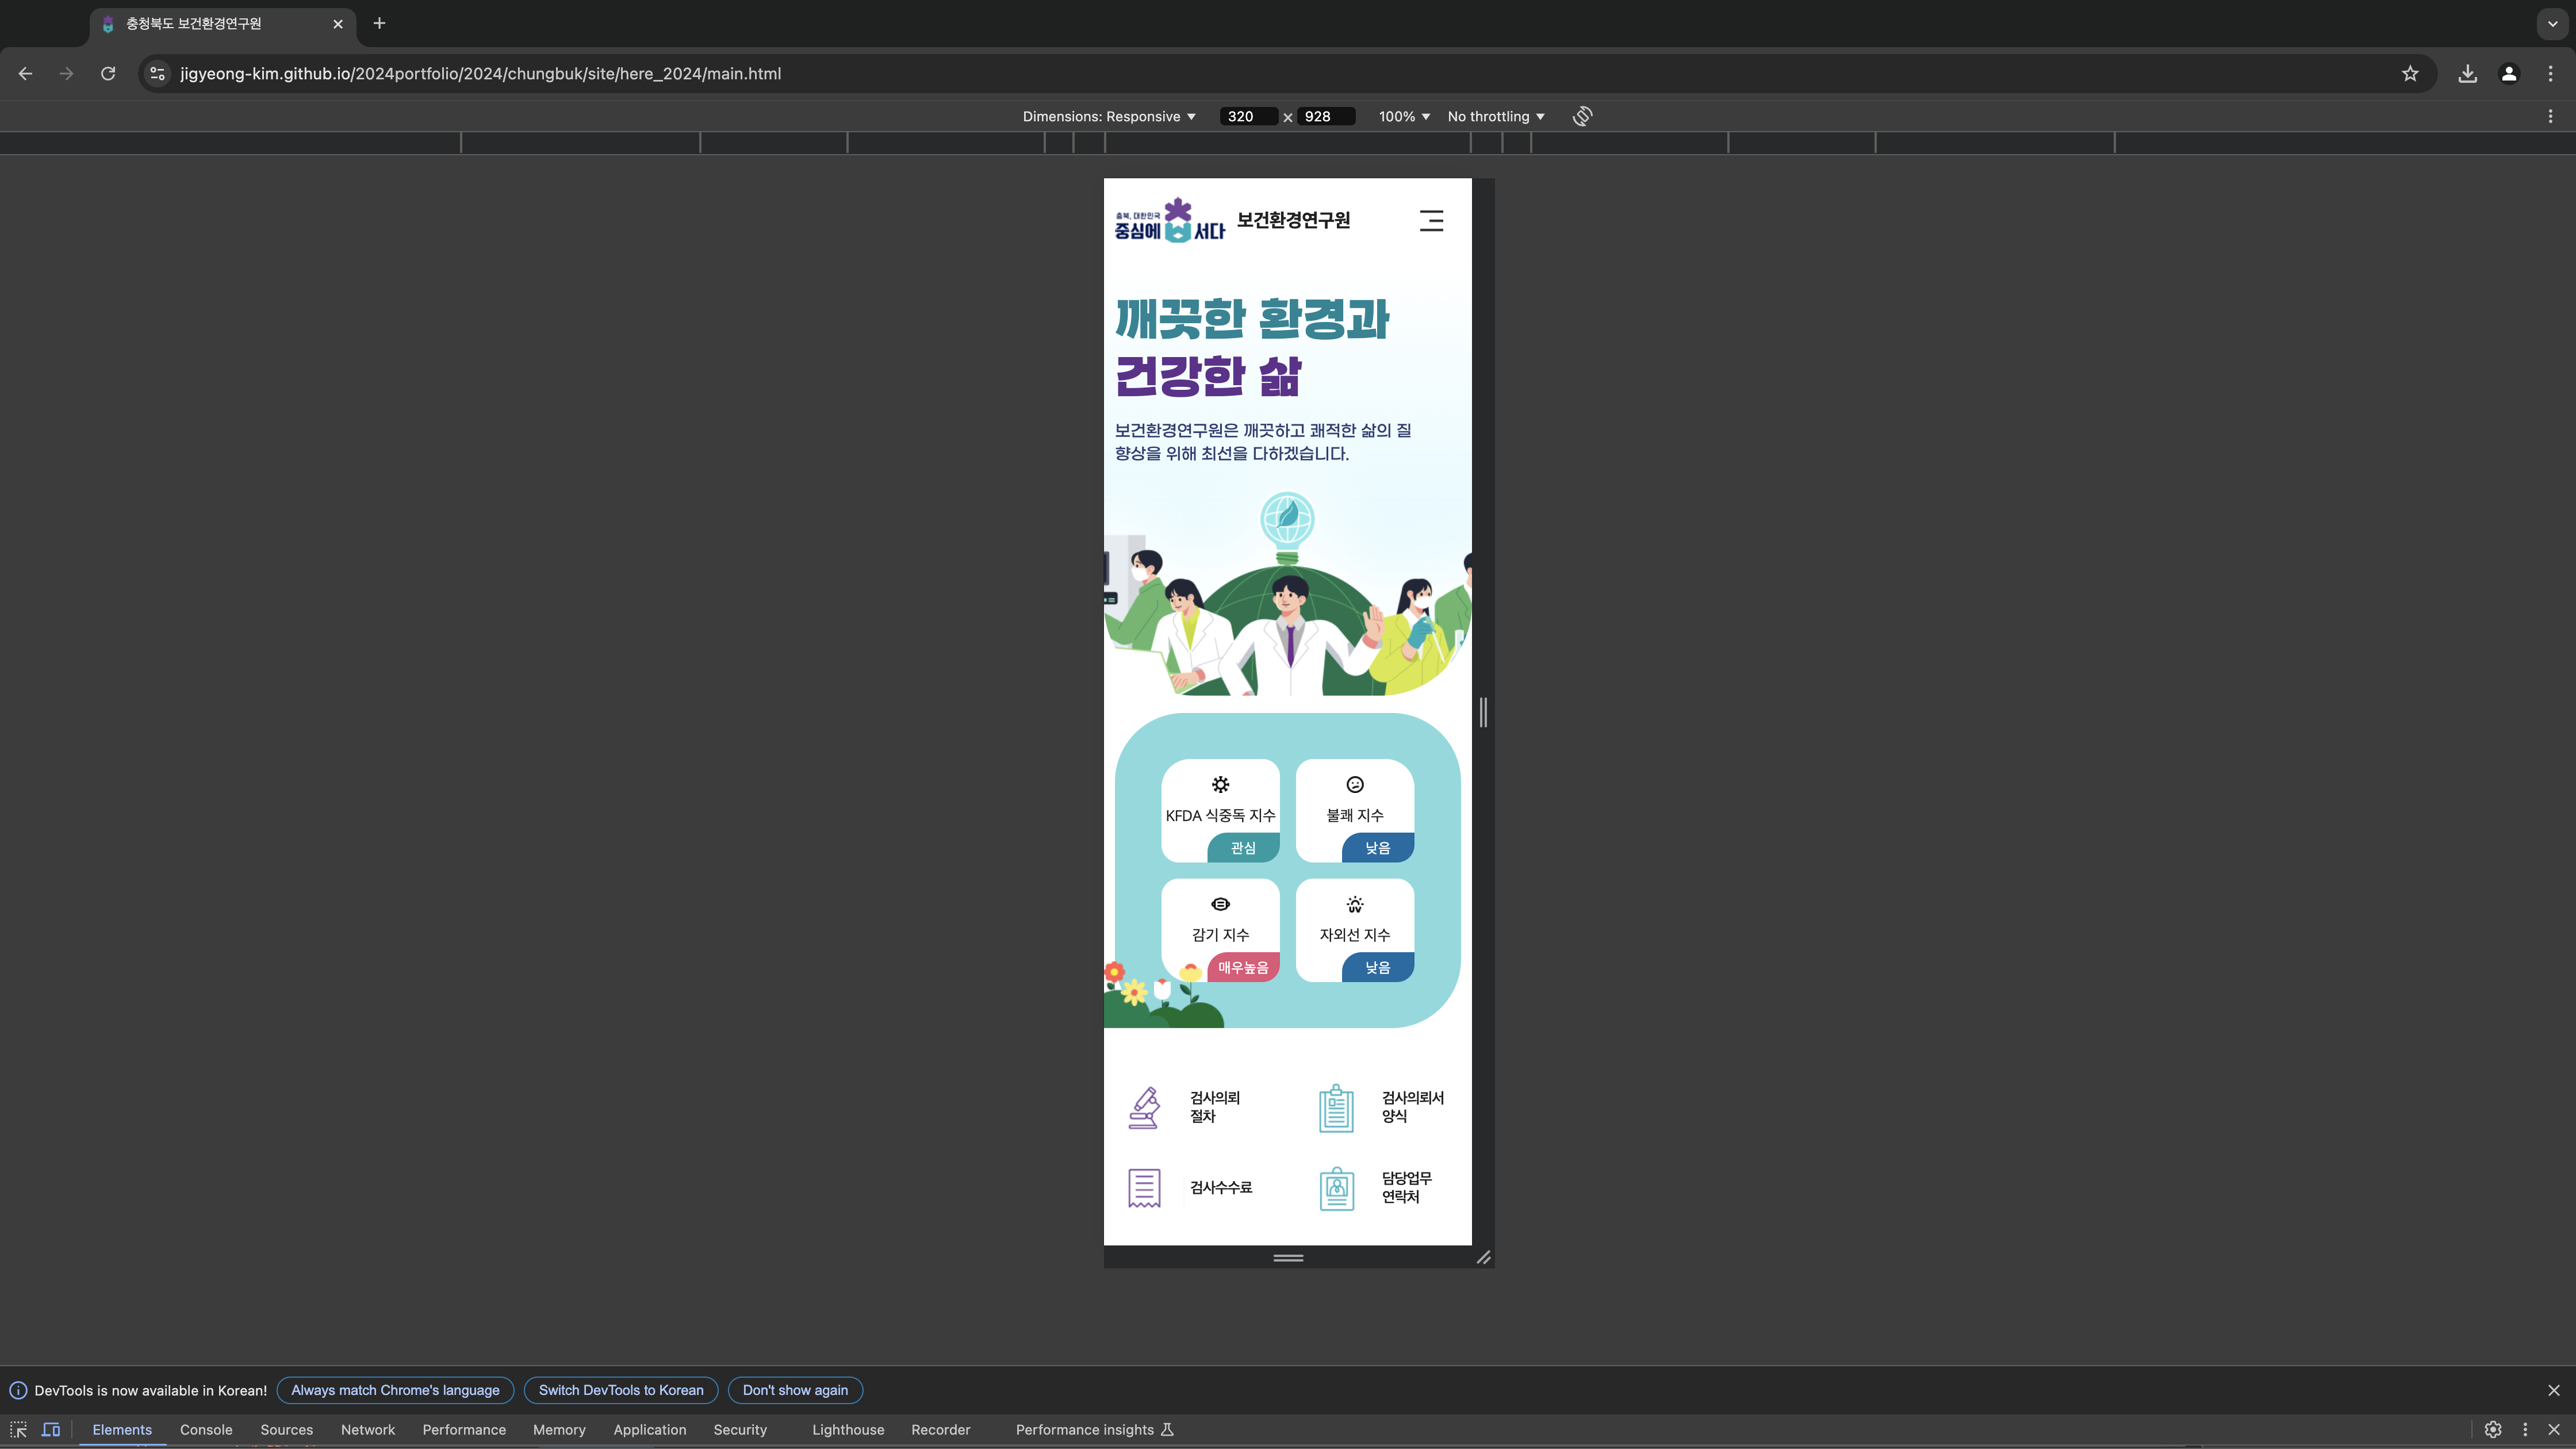 충청북도 보건환경연구원
jigyeong-kim.github.io/2024portfolio/2024/chungbuk/site/here_2024/main.html
Dimensions: Responsive 320 × 928 100% No throttling
충북, 대한민국
중심에 서다 보건환경연구원
깨끗한 환경과
건강한 삶
보건환경연구원은 깨끗하고 쾌적한 삶의 질
향상을 위해 최선을 다하겠습니다.
KFDA 식중독 지수
관심
불쾌 지수
낮음
감기 지수
매우높음
UV
자외선 지수
낮음
검사의뢰
절차
검사의뢰서
양식
검사수수료
담당업무
연락처
DevTools is now available in Korean! Always match Chrome's language Switch DevTools to Korean Don't show again
Elements Console Sources Network Performance Memory Application Security Lighthouse Recorder Performance insights